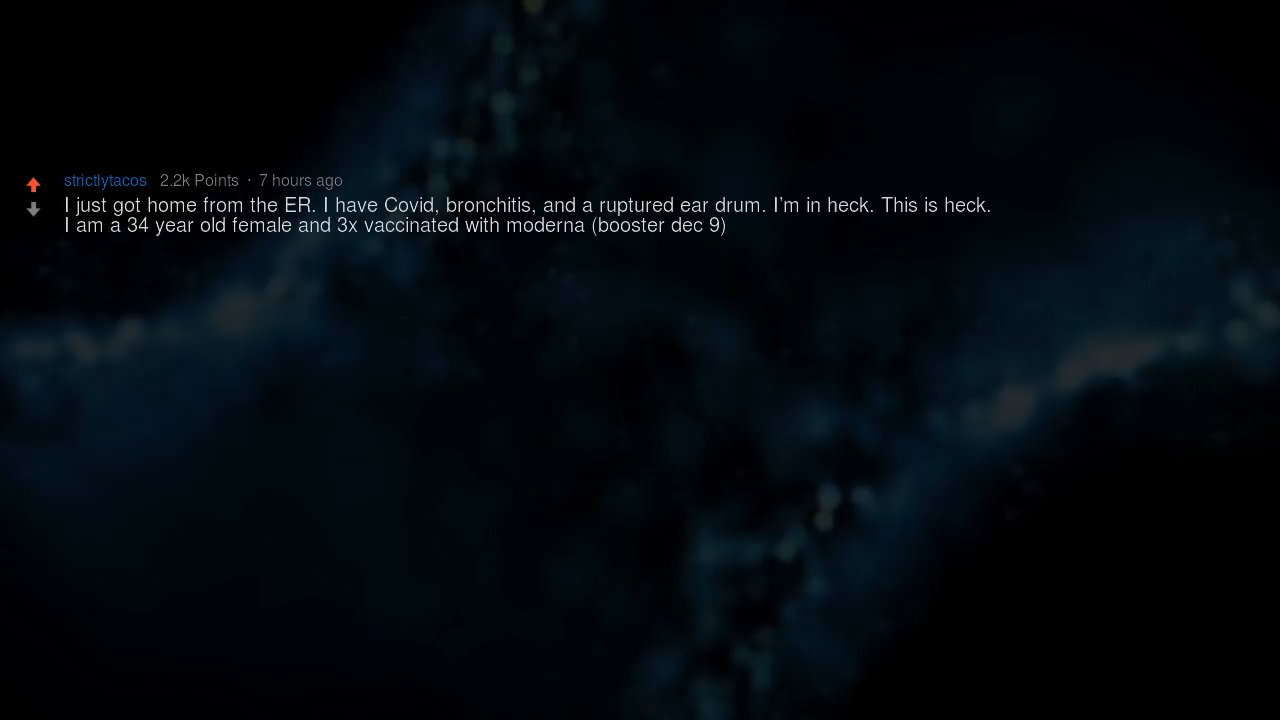 strictlytacos 2.2k Points · 7 hours ago
I just got home from the ER. I have Covid, bronchitis, and a ruptured ear drum. I’m in heck. This is heck.
I am a 34 year old female and 3x vaccinated with moderna (booster dec 9)